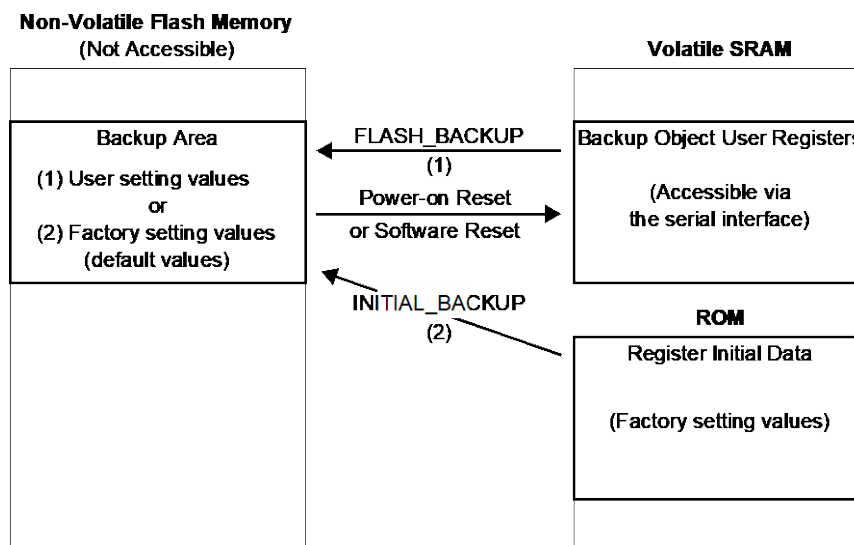 Non-Volatile Flash Memory
(Not Accessible)
Volatile SRAM
Backup Area
(1) User setting values
or
(2) Factory setting values
(default values)
FLASH_BACKUP
(1)
Power-on Reset
or Software Reset
INITIAL_BACKUP
(2)
Backup Object User Registers
(Accessible via
the serial interface)
ROM
Register Initial Data
(Factory setting values)